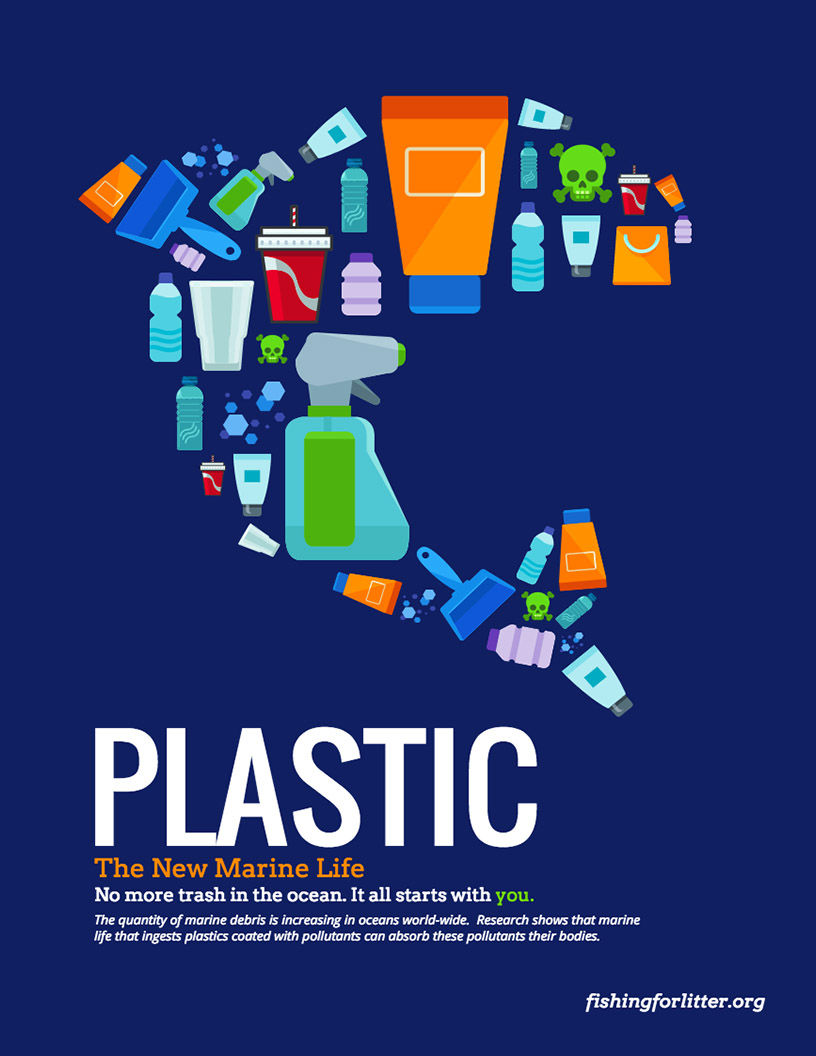 PLASTIC
The New Marine Life
No more trash in the ocean. It all starts with you.
The quantity of marine debris is increasing in oceans world-wide.  Research shows that marine
life that ingests plastics coated with pollutants can absorb these pollutants their bodies.
fishingforlitter.org